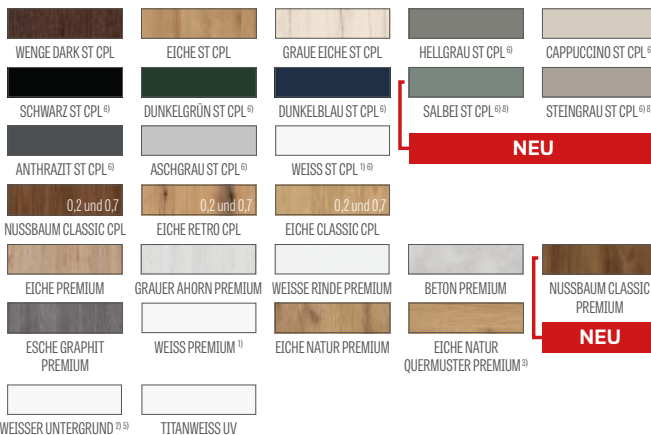 WENGE DARK ST CPL
EICHE ST CPL
GRAUE EICHE ST CPL
HELLGRAU ST CPL 6)
CAPPUCCINO ST CPL 6
SCHWARZ ST CPL 6)
DUNKELGRÜN ST CPL 6)
DUNKELBLAU ST CPL 6)
SALBEI ST CPL 6) 8)
STEINGRAU ST CPL 6) 8
NEU
ANTHRAZIT ST CPL 6)
ASCHGRAU ST CPL 6)
WEISS ST CPL 1) 6)
0,2 und 0,7
NUSSBAUM CLASSIC CPL
0,2 und 0,7
EICHE RETRO CPL
0,2 und 0,7
EICHE CLASSIC CPL
EICHE PREMIUM
GRAUER AHORN PREMIUM
WEISSE RINDE PREMIUM
BETON PREMIUM
NUSSBAUM CLASSIC
PREMIUM
NEU
ESCHE GRAPHIT
PREMIUM
WEISS PREMIUM 1)
EICHE NATUR PREMIUM
EICHE NATUR
QUERMUSTER PREMIUM 3)
WEISSER UNTERGRUND 2) 5)
TITANWEISS UV